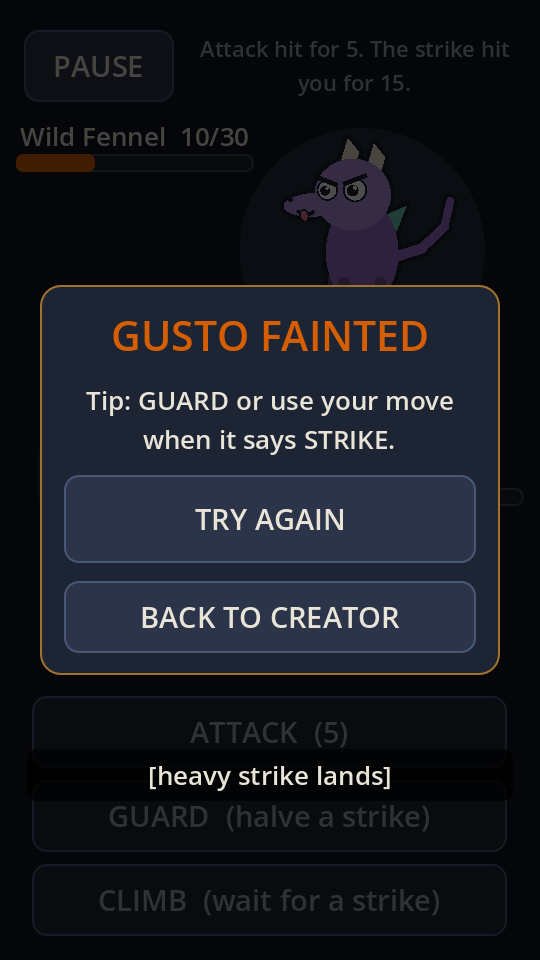 PAUSE
Attack hit for 5. The strike hit
you for 15.
Wild Fennel 10/30
GUSTO FAINTED
Tip: GUARD or use your move
when it says STRIKE.
TRY AGAIN
BACK TO CREATOR
ATTACK (5)
[heavy strike lands]
GUARD (halve a strike)
CLIMB (wait for a strike)